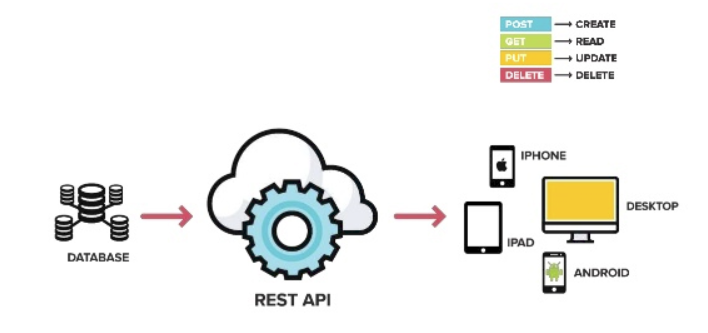 POST → CREATE
GET → READ
PUT → UPDATE
DELETE → DELETE
IPHONE
DESKTOP
IPAD
DATABASE
ANDROID
REST API